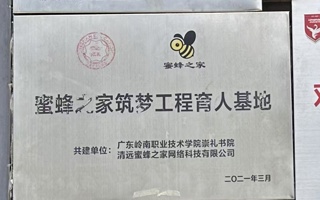 蜜蜂之家
蜜蜂之家筑梦工程育人基地
共建单位：广东岭南职业技术学院崇礼书院
清远蜜蜂之家网络科技有限公司
二〇二一年三月